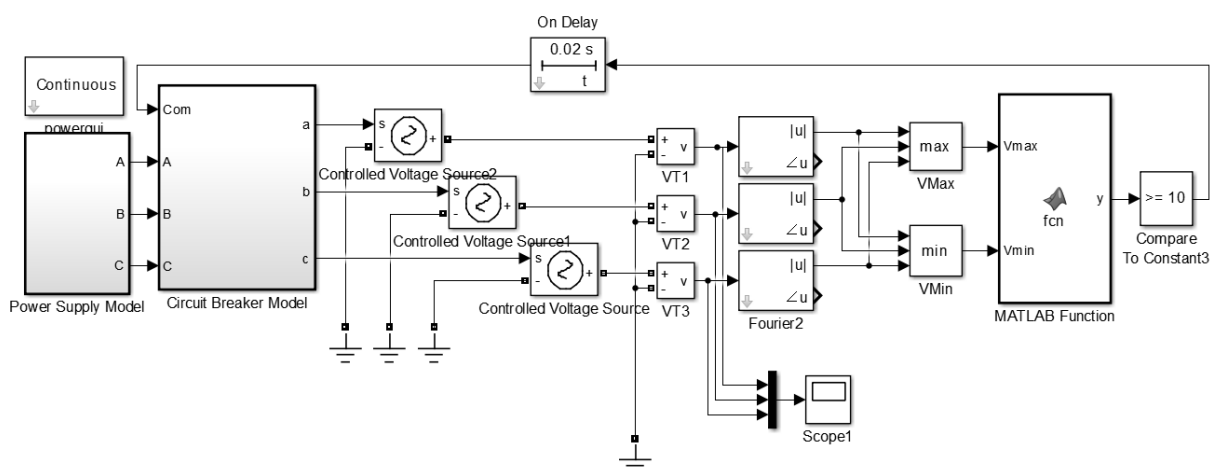 On Delay
0.02 s
t
Continuous
powergui
Com
A
B
C
A
B
C
a
b
c
Power Supply Model
Circuit Breaker Model
s
-
+
Controlled Voltage Source2
s
-
+
Controlled Voltage Source1
s
-
+
Controlled Voltage Source
+
-
v
VT1
+
-
v
VT2
+
-
v
VT3
|u|
∠u
|u|
∠u
|u|
∠u
Fourier2
max
VMax
min
VMin
Vmax
Vmin
fcn
y
MATLAB Function
>= 10
Compare
To Constant3
Scope1